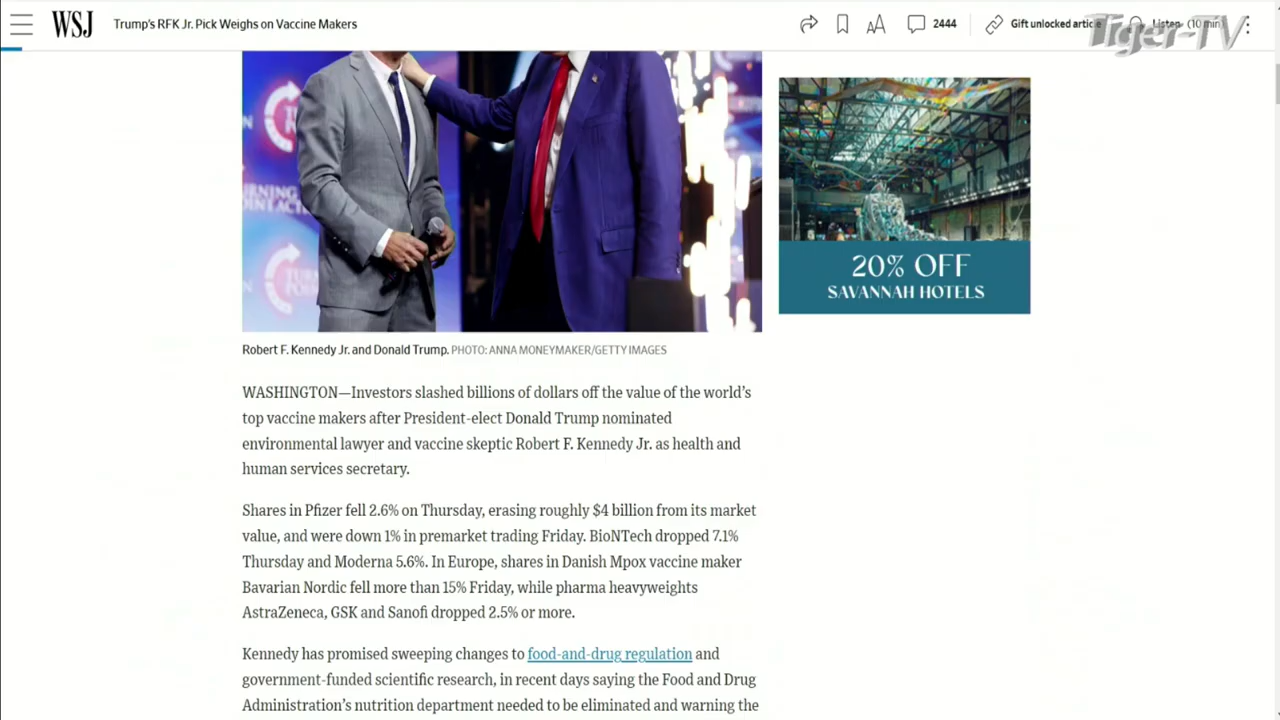 WSJ
Trump's RFK Jr. Pick Weighs on Vaccine Makers
2444
Gift unlocked article
Listen (10 min)
Tiger-TV
20% OFF
SAVANNAH HOTELS
Robert F. Kennedy Jr. and Donald Trump. PHOTO: ANNA MONEYMAKER/GETTY IMAGES
WASHINGTON—Investors slashed billions of dollars off the value of the world's
top vaccine makers after President-elect Donald Trump nominated
environmental lawyer and vaccine skeptic Robert F. Kennedy Jr. as health and
human services secretary.
Shares in Pfizer fell 2.6% on Thursday, erasing roughly $4 billion from its market
value, and were down 1% in premarket trading Friday. BioNTech dropped 7.1%
Thursday and Moderna 5.6%. In Europe, shares in Danish Mpox vaccine maker
Bavarian Nordic fell more than 15% Friday, while pharma heavyweights
AstraZeneca, GSK and Sanofi dropped 2.5% or more.
Kennedy has promised sweeping changes to food-and-drug regulation and
government-funded scientific research, in recent days saying the Food and Drug
Administration's nutrition department needed to be eliminated and warning the